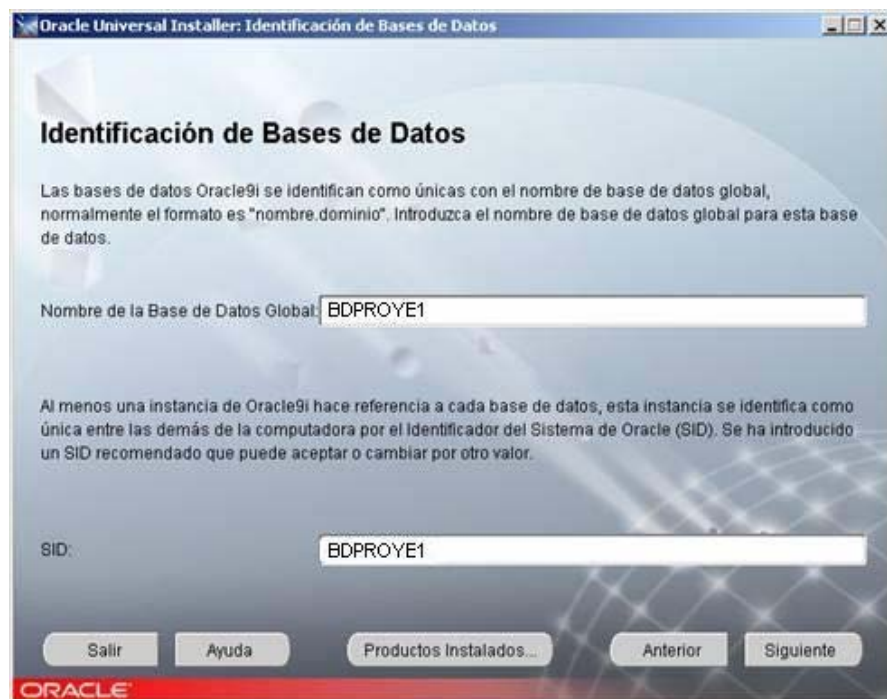 Oracle Universal Installer: Identificación de Bases de Datos
Identificación de Bases de Datos
Las bases de datos Oracle9i se identifican como únicas con el nombre de base de datos global,
normalmente el formato es "nombre.dominio". Introduzca el nombre de base de datos global para esta base
de datos.
Nombre de la Base de Datos Global: BDPROYE1
Al menos una instancia de Oracle9i hace referencia a cada base de datos, esta instancia se identifica como
única entre las demás de la computadora por el Identificador del Sistema de Oracle (SID). Se ha introducido
un SID recomendado que puede aceptar o cambiar por otro valor.
SID: BDPROYE1
Salir Ayuda Productos Instalados... Anterior Siguiente
ORACLE